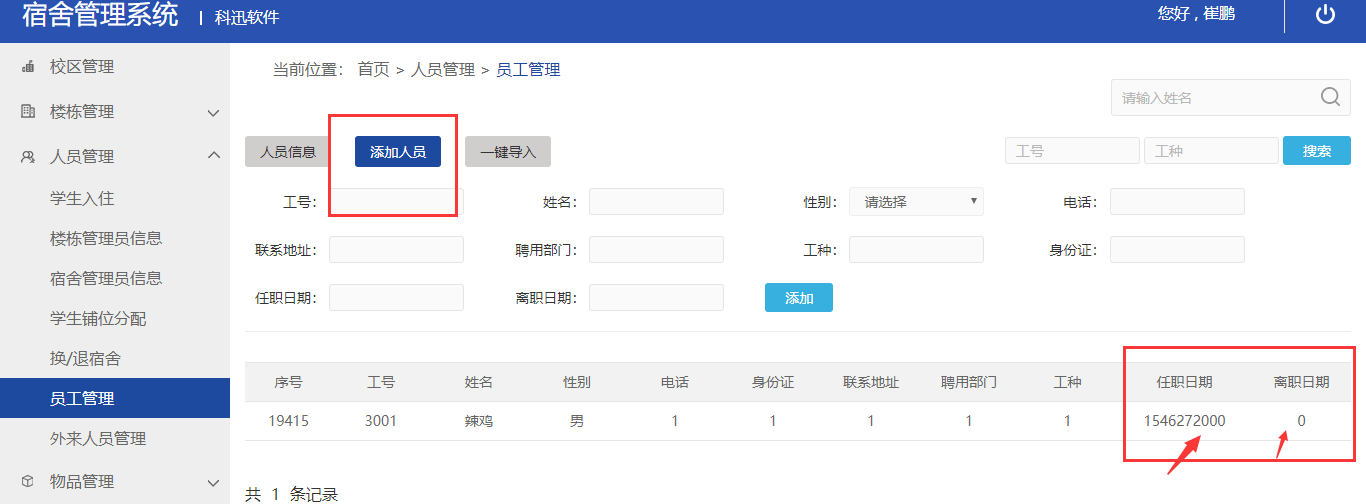 宿舍管理系统 | 科迅软件 您好 , 崔鹏
校区管理
楼栋管理
人员管理
学生入住
楼栋管理员信息
宿舍管理员信息
学生铺位分配
换/退宿舍
员工管理
外来人员管理
物品管理
当前位置： 首页 > 人员管理 > 员工管理
请输入姓名
人员信息 添加人员 一键导入 工号 工种 搜索
工号： 姓名： 性别： 请选择 电话：
联系地址： 聘用部门： 工种： 身份证：
任职日期： 离职日期： 添加
序号 工号 姓名 性别 电话 身份证 联系地址 聘用部门 工种 任职日期 离职日期
19415 3001 辣鸡 男 1 1 1 1 1 1546272000 0
共 1 条记录